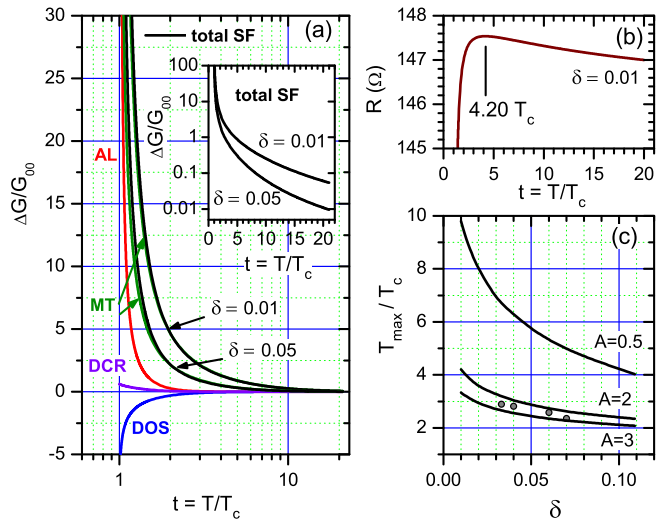 (a)
total SF
30
25
20
15
10
5
0
-5
ΔG/G₀₀
AL
MT
DCR
DOS
δ = 0.01
δ = 0.05
1
10
t = T/Tc
100
10
1
0.1
0.01
ΔG/G₀₀
total SF
δ = 0.01
δ = 0.05
1
5
10
15
20
t = T/Tc
(b)
148
147
146
145
R (Ω)
δ = 0.01
4.20 Tc
0
5
10
15
20
t = T/Tc
(c)
10
8
6
4
2
Tmax / Tc
A=0.5
A=2
A=3
0.00
0.05
0.10
δ